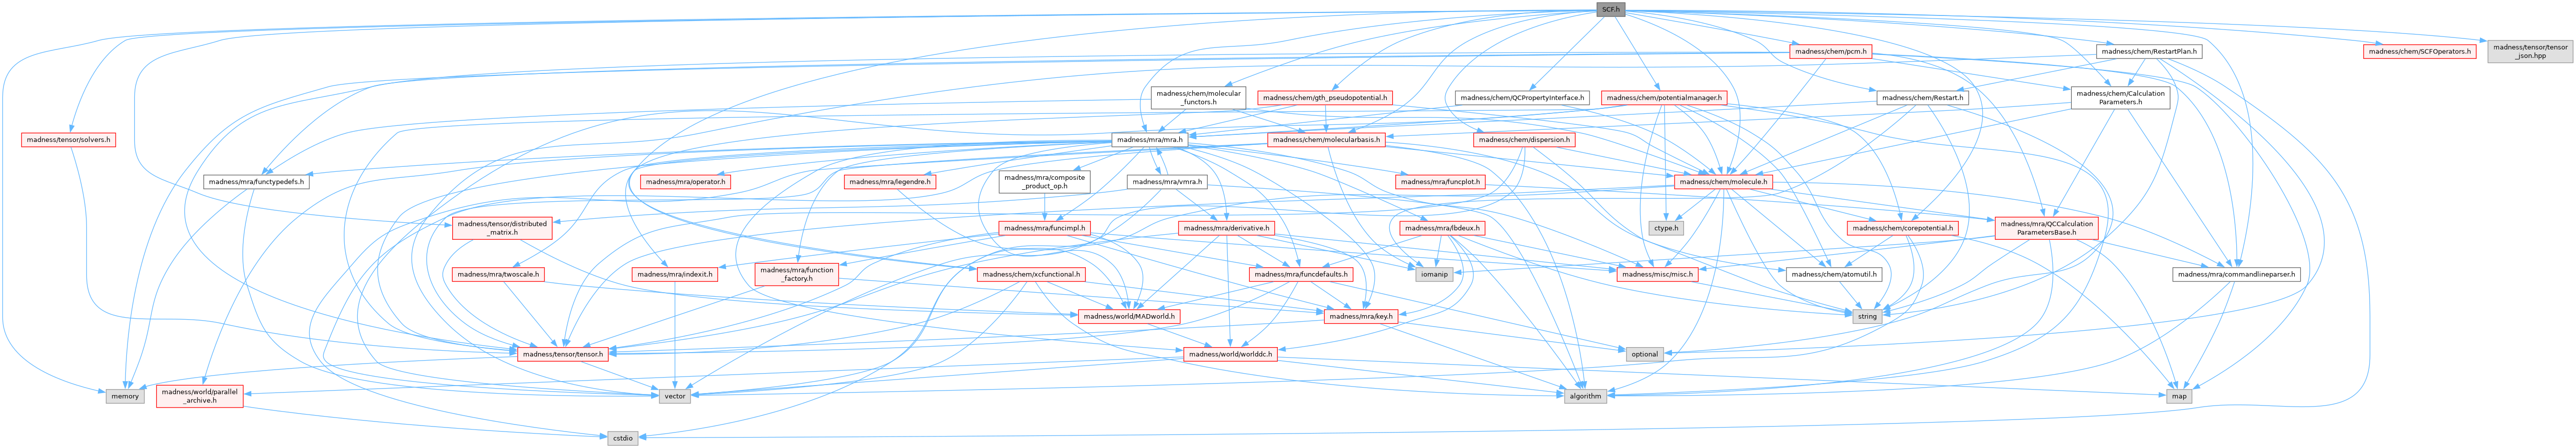 SCF.h
madness/chem/pcm.h
madness/chem/RestartPlan.h
madness/chem/SCFOperators.h
madness/tensor/tensor
_json.hpp
madness/chem/molecular
_functors.h
madness/chem/gth_pseudopotential.h
madness/chem/QCPropertyInterface.h
madness/chem/potentialmanager.h
madness/chem/Restart.h
madness/chem/Calculation
Parameters.h
madness/tensor/solvers.h
madness/mra/mra.h
madness/chem/molecularbasis.h
madness/chem/dispersion.h
madness/mra/functypedefs.h
madness/mra/operator.h
madness/mra/legendre.h
madness/mra/composite
_product_op.h
madness/mra/vmra.h
madness/mra/funcplot.h
madness/chem/molecule.h
madness/tensor/distributed
_matrix.h
madness/mra/funcimpl.h
madness/mra/derivative.h
madness/mra/lbdeux.h
ctype.h
madness/chem/corepotential.h
madness/mra/QCCalculation
ParametersBase.h
madness/mra/twoscale.h
madness/mra/indexit.h
madness/mra/function
_factory.h
madness/chem/xcfunctional.h
madness/mra/funcdefaults.h
iomanip
madness/misc/misc.h
madness/chem/atomutil.h
madness/mra/commandlineparser.h
madness/world/MADworld.h
madness/mra/key.h
string
madness/tensor/tensor.h
madness/world/worlddc.h
optional
memory
madness/world/parallel
_archive.h
vector
algorithm
map
cstdio